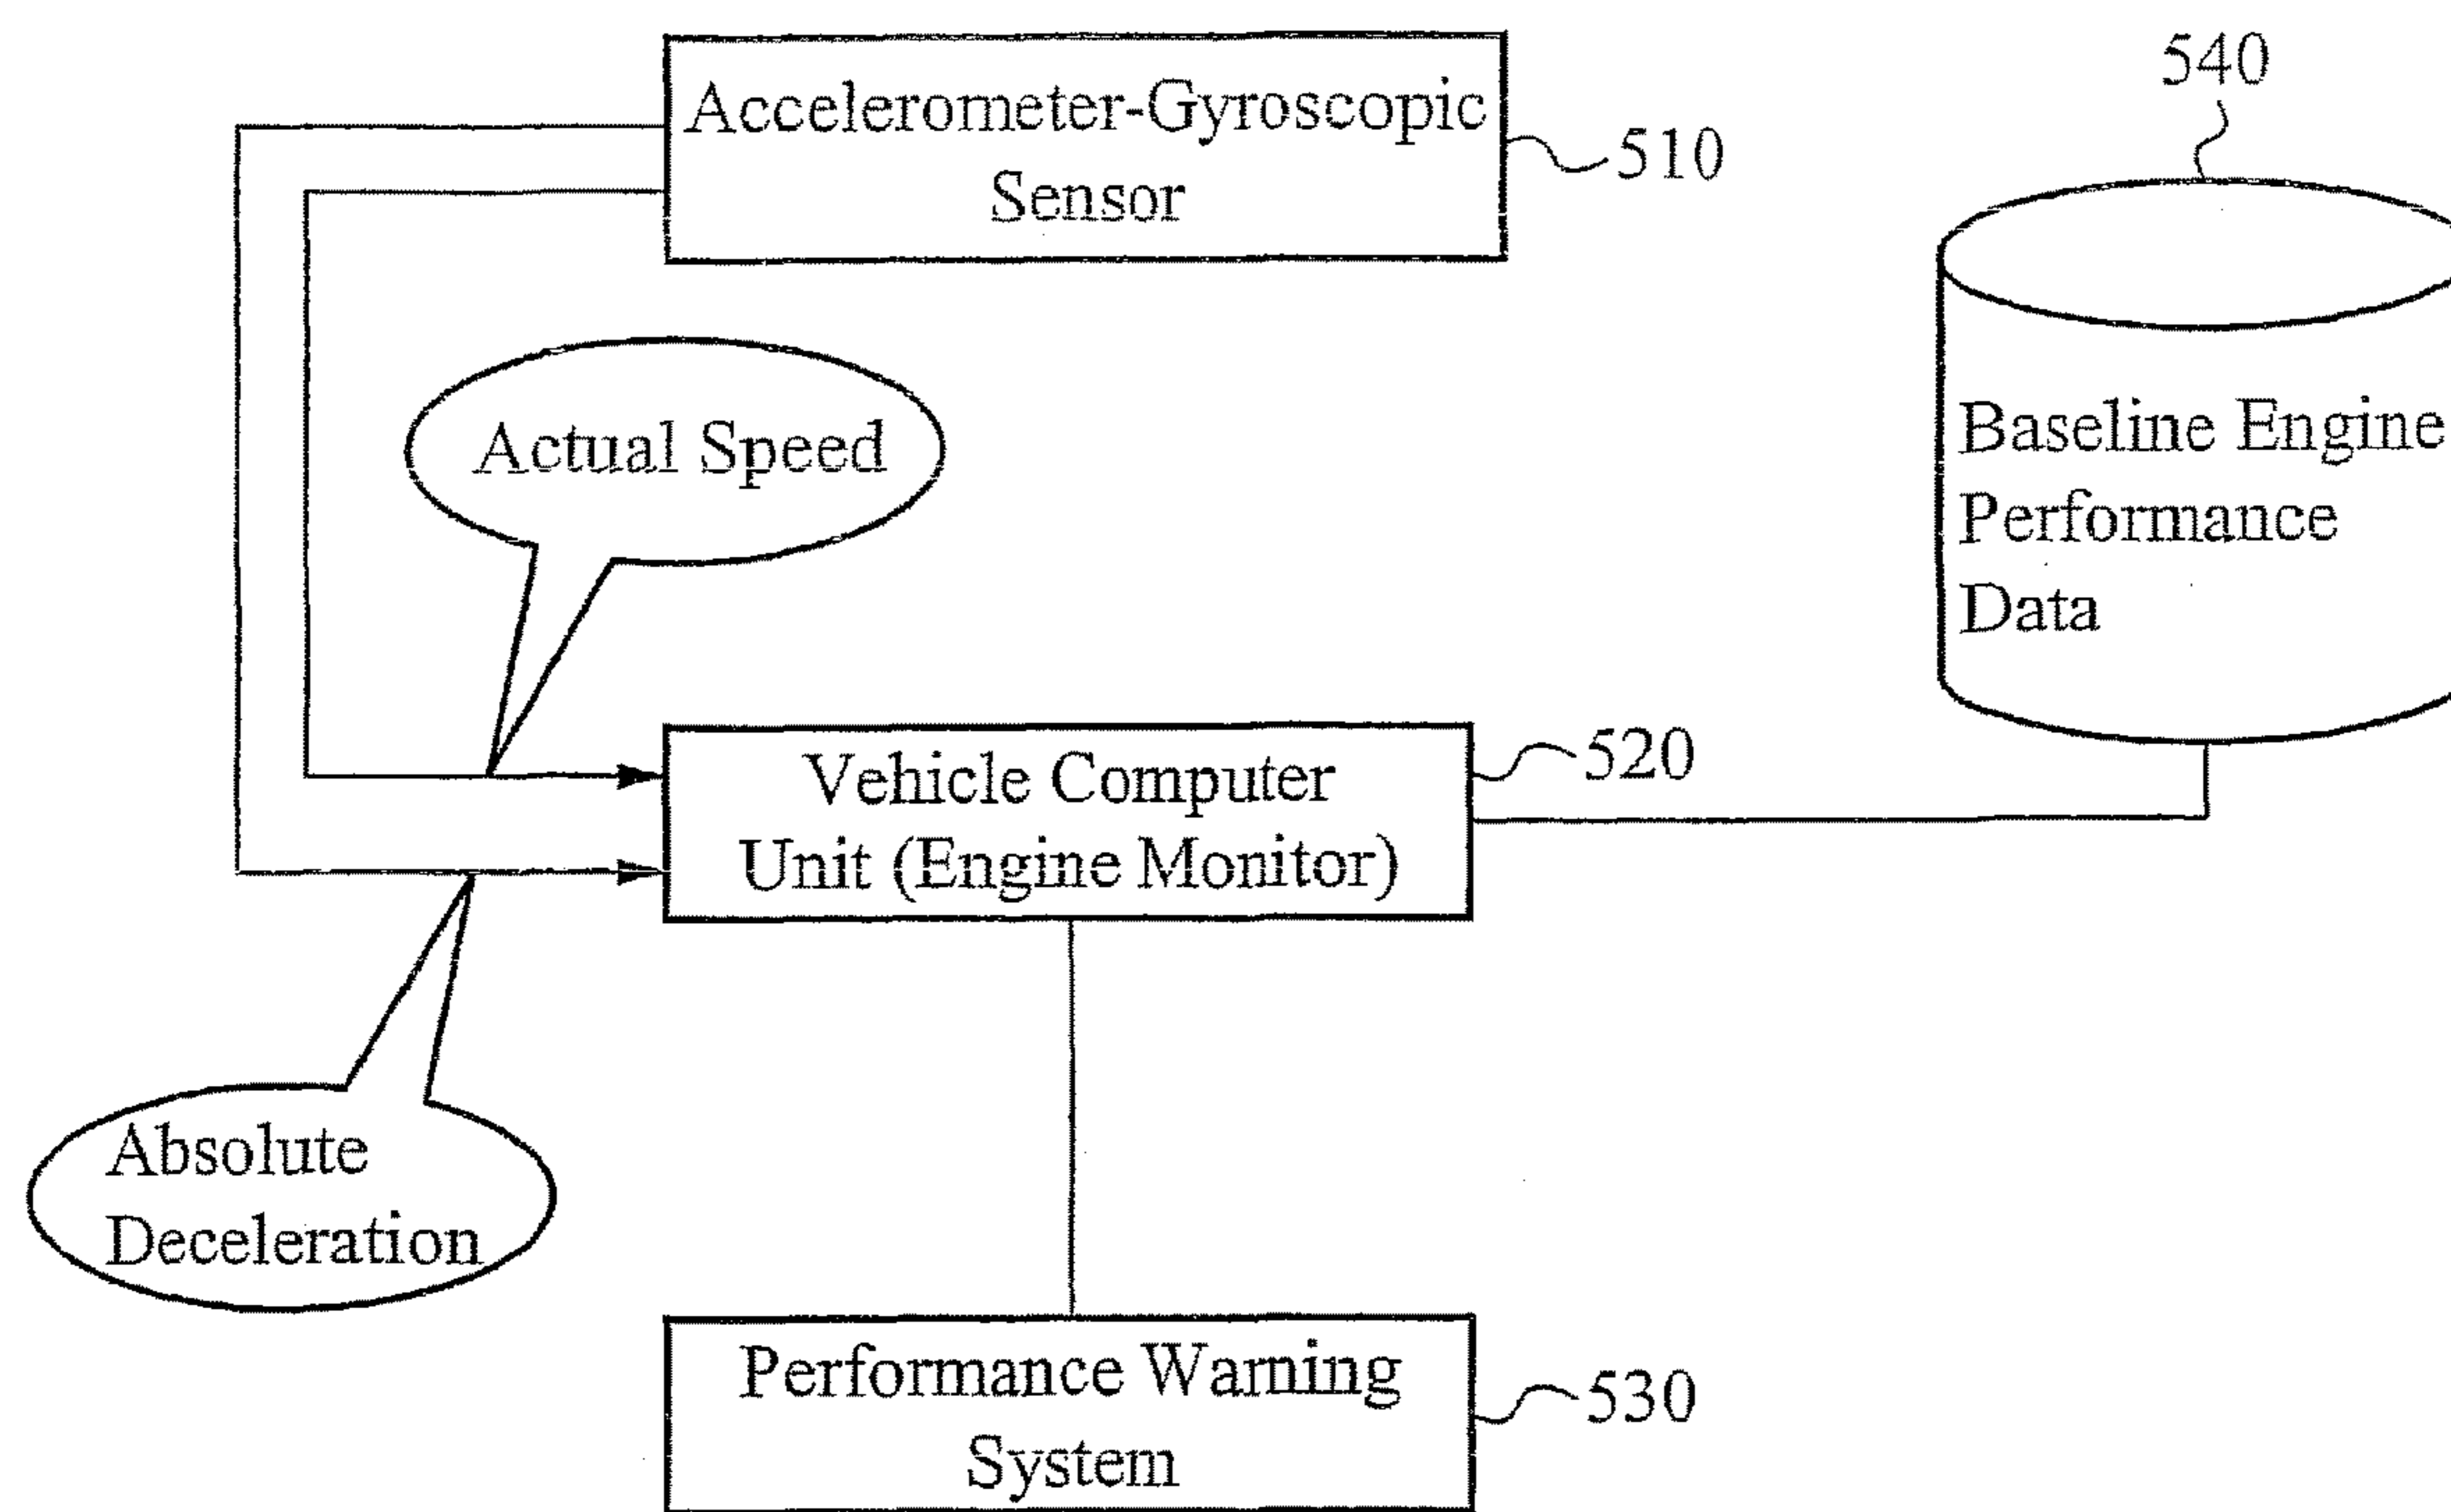 Accelerometer-Gyroscopic
Sensor
510
540
Actual Speed
Baseline Engine
Performance
Data
Vehicle Computer
Unit (Engine Monitor)
520
Absolute
Deceleration
Performance Warning
System
530